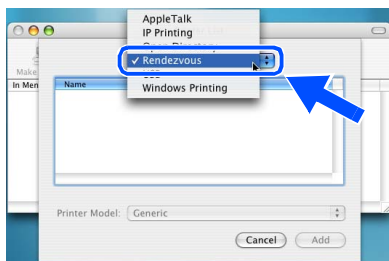 AppleTalk
IP Printing
Rendezvous
Windows Printing
Make
In Men
Name
Printer Model: Generic
Cancel Add